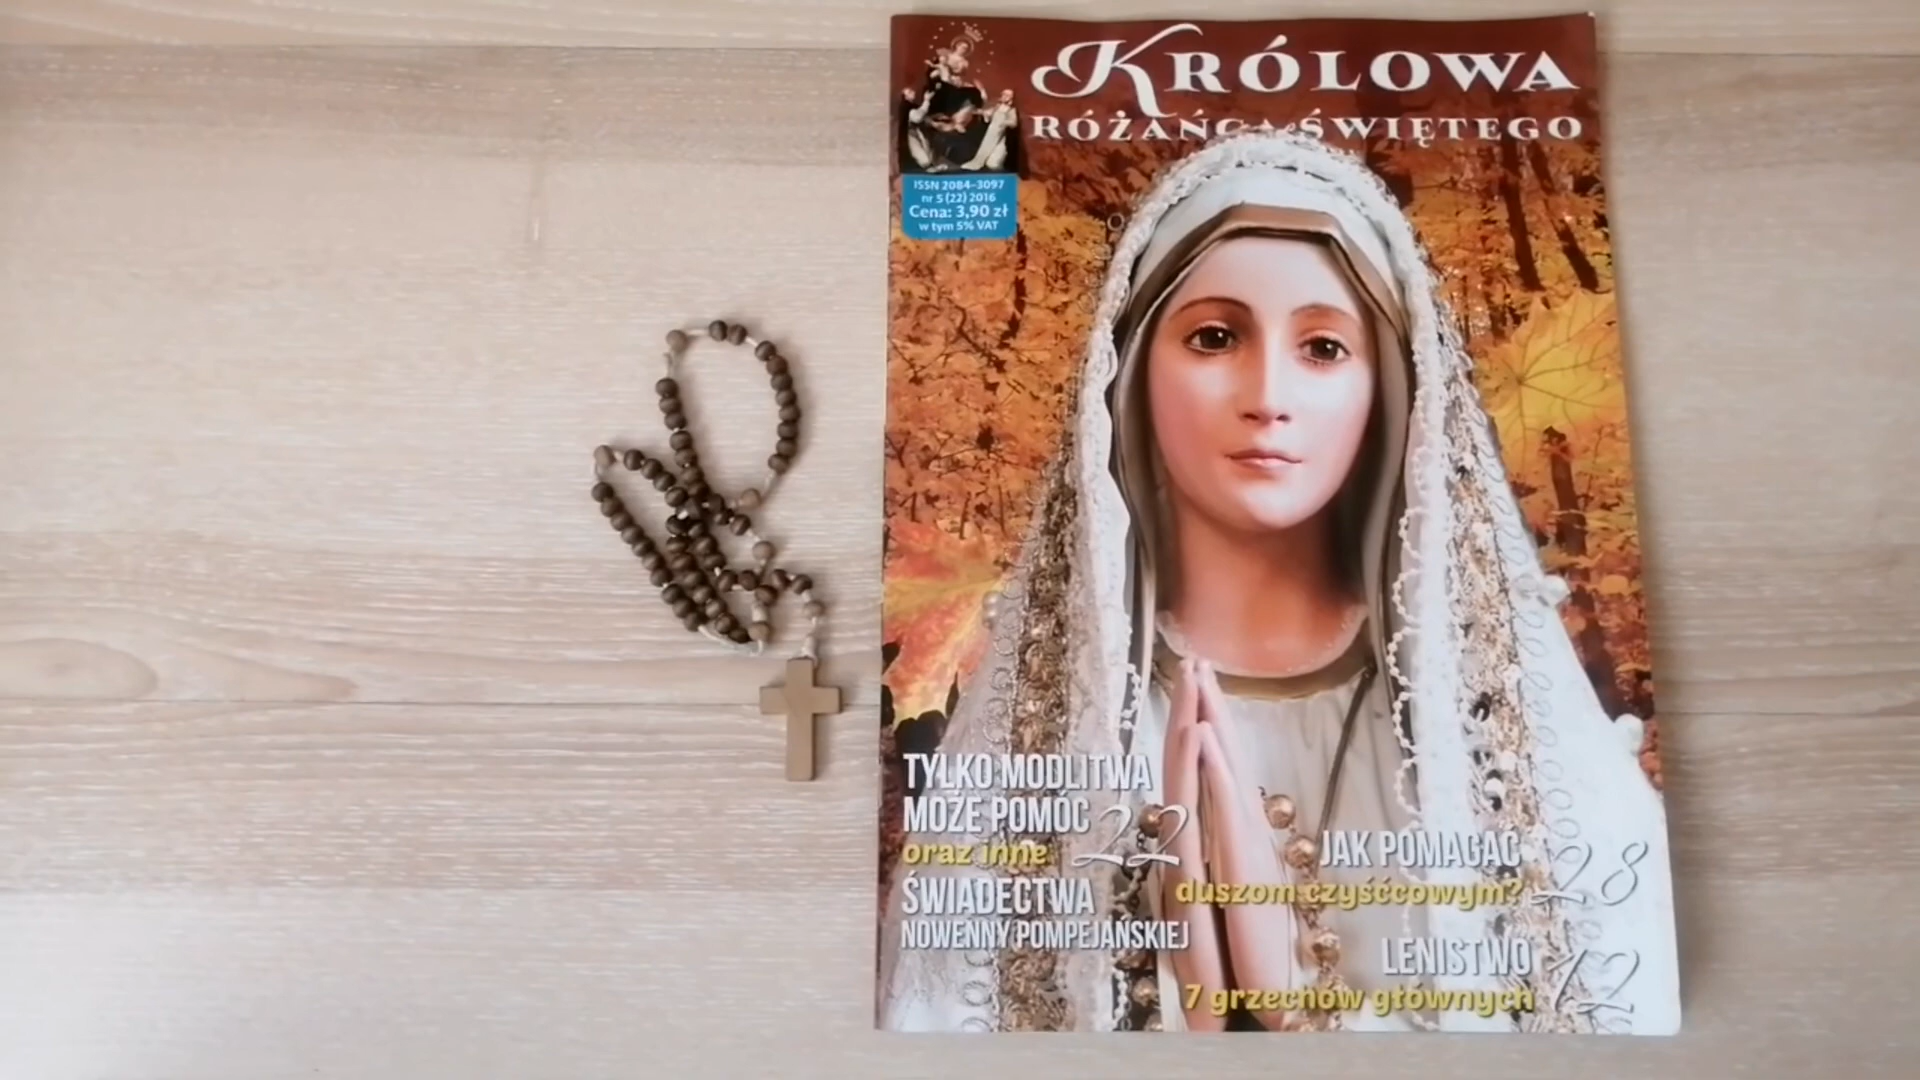 KRÓLOWA
RÓŻAŃCA ŚWIĘTEGO
ISSN 2084-3097
nr 5 (22) 2016
Cena: 3,90 zł
w tym 5% VAT
TYLKO MODLITWA
MOŻE POMÓC 22
oraz inne
ŚWIADECTWA
NOWENNY POMPEJAŃSKIEJ
JAK POMAGAĆ
duszom czyśćcowym? 28
LENISTWO
7 grzechów głównych 12